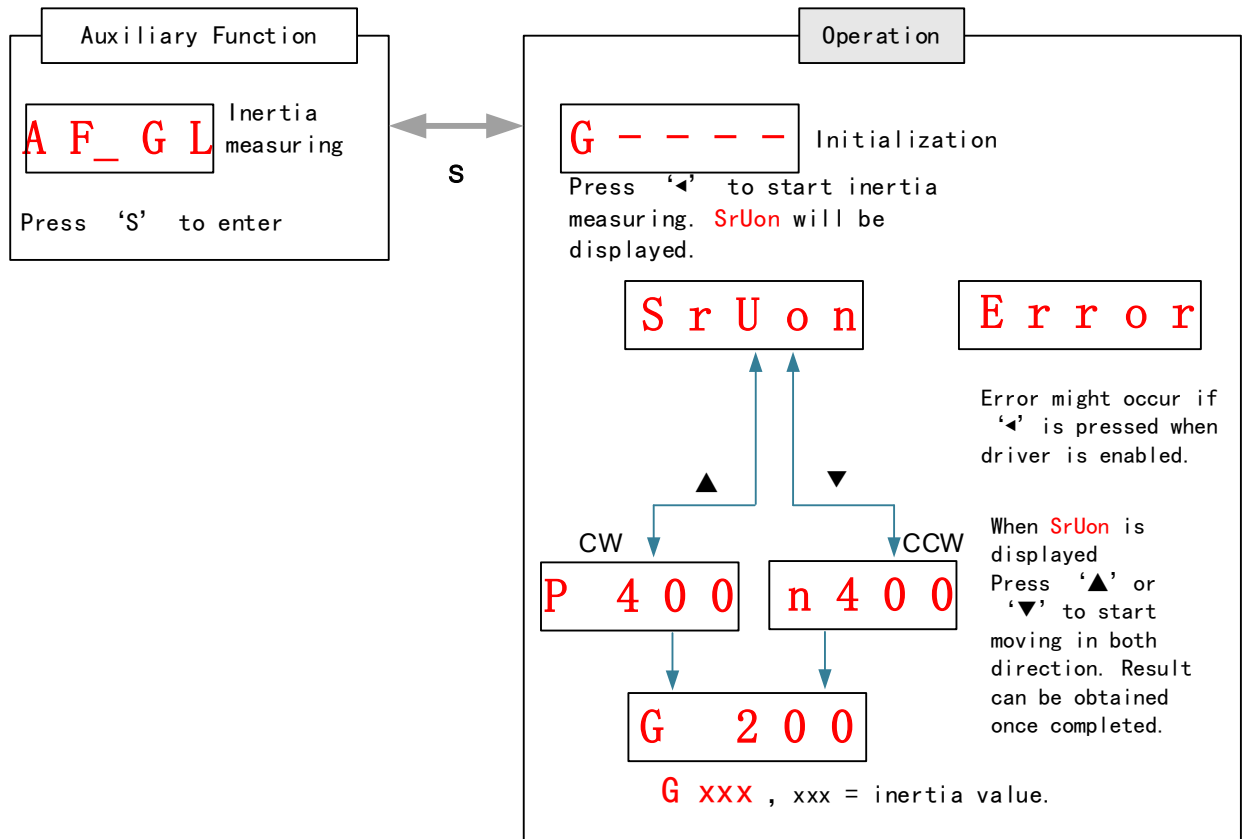 Auxiliary Function
A F_ G L
Inertia
measuring
Press ‘S’ to enter
S
Operation
G - - - -
Initialization
Press ‘◄’ to start inertia
measuring. SrUon will be
displayed.
S r U o n
E r r o r
Error might occur if
‘◄’ is pressed when
driver is enabled.
▲
▼
CW
CCW
P 4 0 0
n 4 0 0
When SrUon is
displayed
Press ‘▲’ or
‘▼’ to start
moving in both
direction. Result
can be obtained
once completed.
G 2 0 0
G xxx , xxx = inertia value.